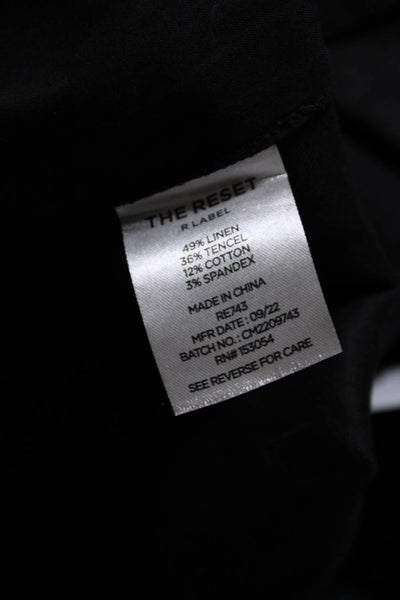 THE RESET
R LABEL
49% LINEN
36% TENCEL
12% COTTON
3% SPANDEX
MADE IN CHINA
RE743
MFR DATE : 09/22
BATCH NO. : CM2209743
RN# 153054
SEE REVERSE FOR CARE